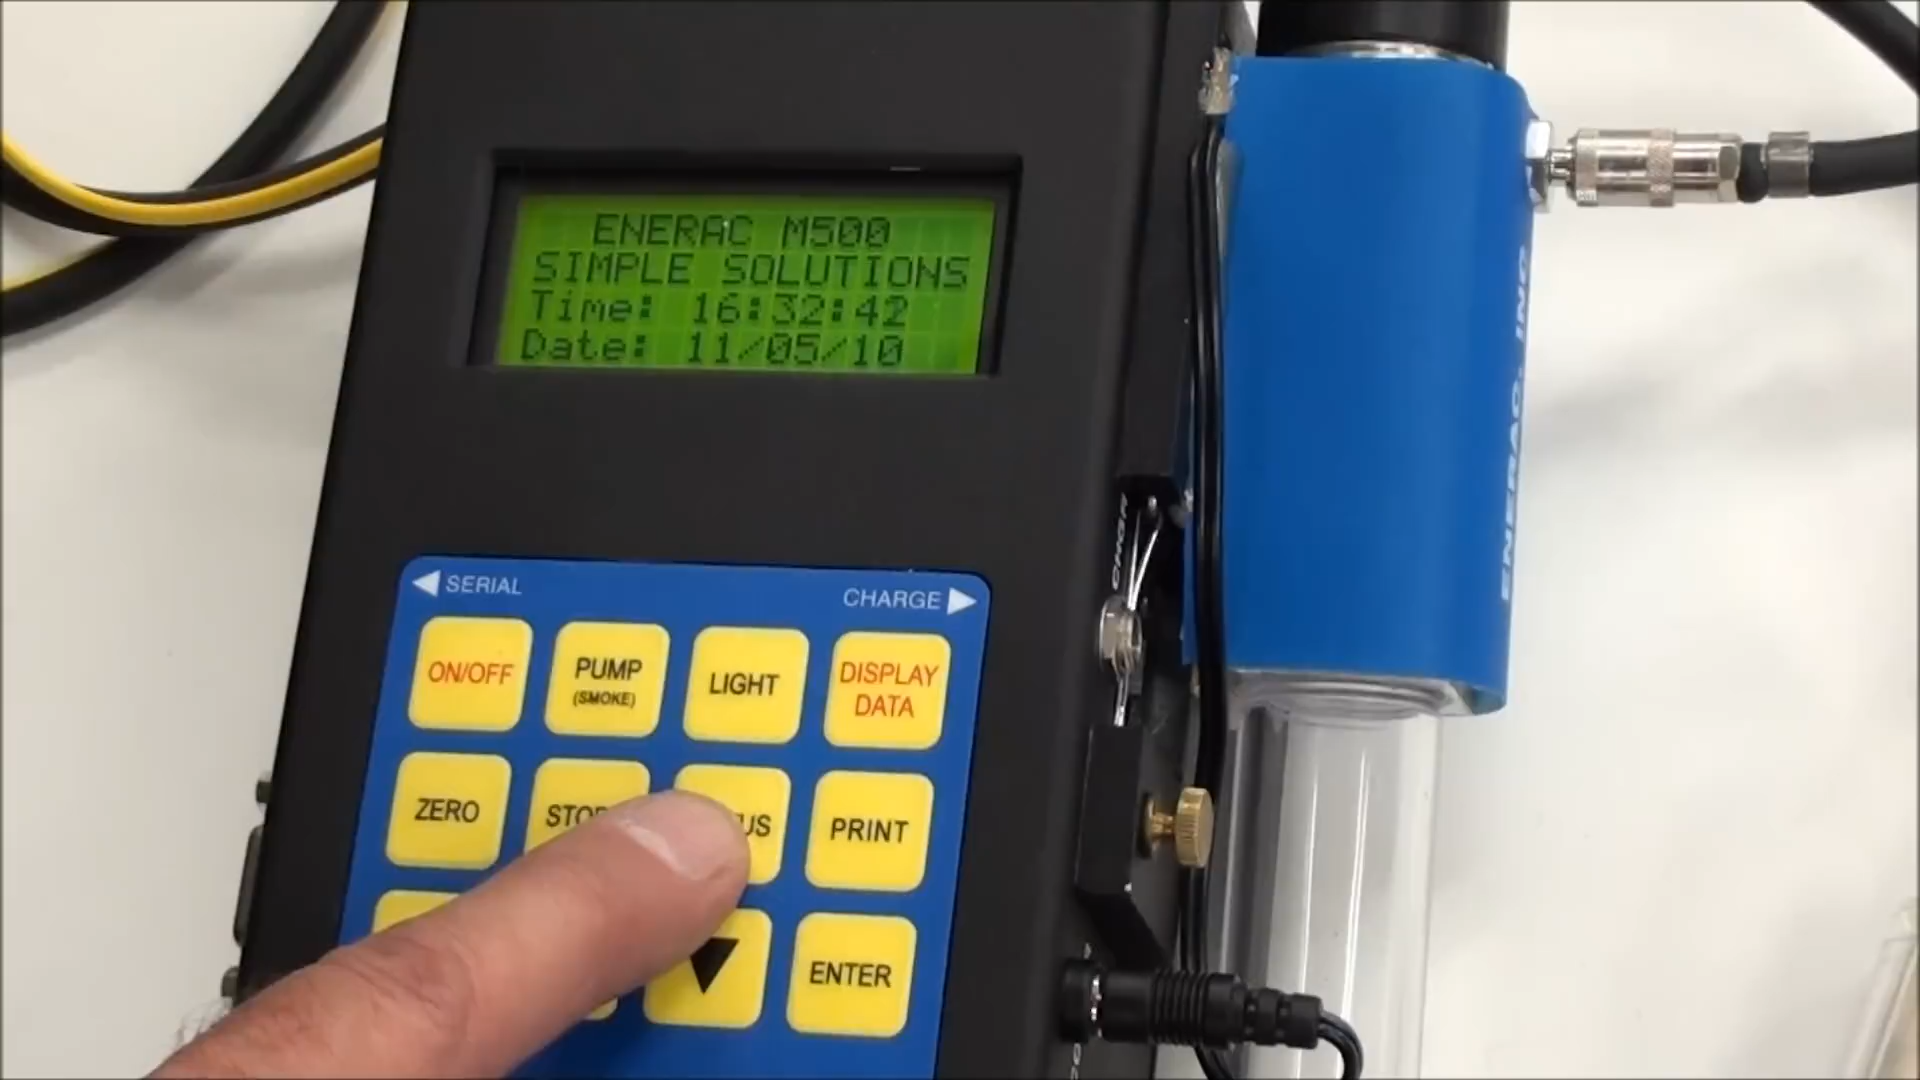 ENERAC M500
SIMPLE SOLUTIONS
Time: 16:32:42
Date: 11/05/10
ENERAC, INC
CHGR
SERIAL
CHARGE
ON/OFF
PUMP
(SMOKE)
LIGHT
DISPLAY
DATA
ZERO
PRINT
ENTER